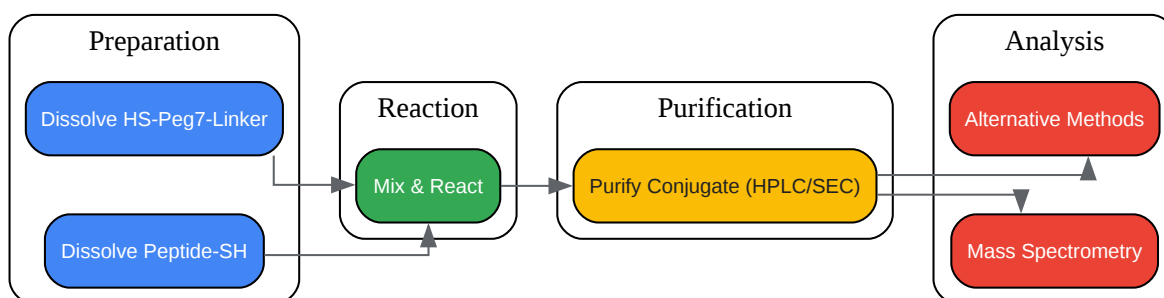 Preparation
Dissolve HS-Peg7-Linker
Dissolve Peptide-SH
Reaction
Mix & React
Purification
Purify Conjugate (HPLC/SEC)
Analysis
Alternative Methods
Mass Spectrometry